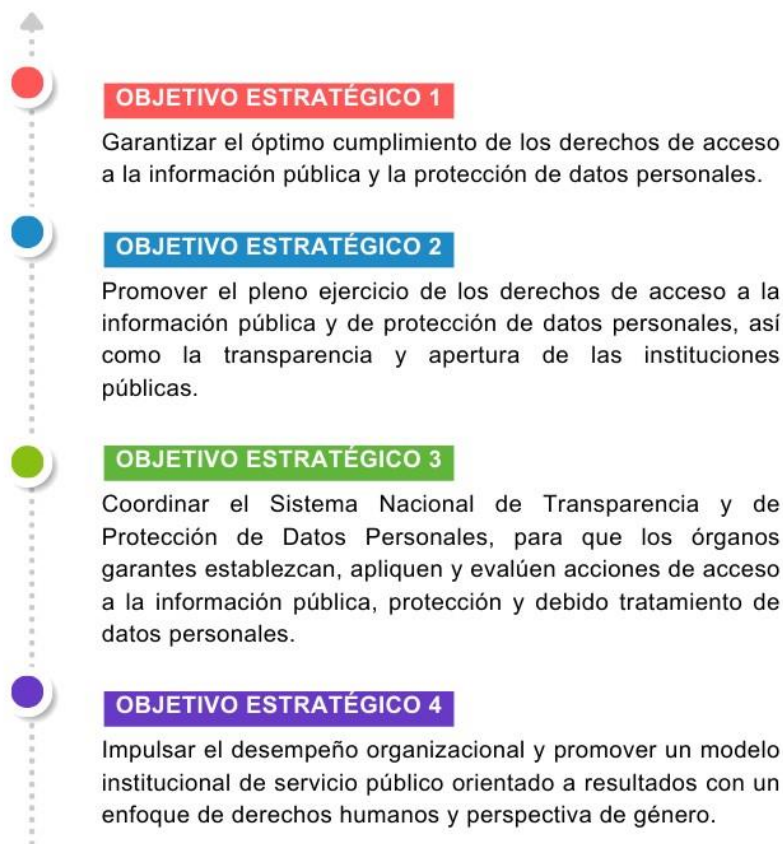 OBJETIVO ESTRATÉGICO 1
Garantizar el óptimo cumplimiento de los derechos de acceso
a la información pública y la protección de datos personales.
OBJETIVO ESTRATÉGICO 2
Promover el pleno ejercicio de los derechos de acceso a la
información pública y de protección de datos personales, así
como la transparencia y apertura de las instituciones
públicas.
OBJETIVO ESTRATÉGICO 3
Coordinar el Sistema Nacional de Transparencia y de
Protección de Datos Personales, para que los órganos
garantes establezcan, apliquen y evalúen acciones de acceso
a la información pública, protección y debido tratamiento de
datos personales.
OBJETIVO ESTRATÉGICO 4
Impulsar el desempeño organizacional y promover un modelo
institucional de servicio público orientado a resultados con un
enfoque de derechos humanos y perspectiva de género.